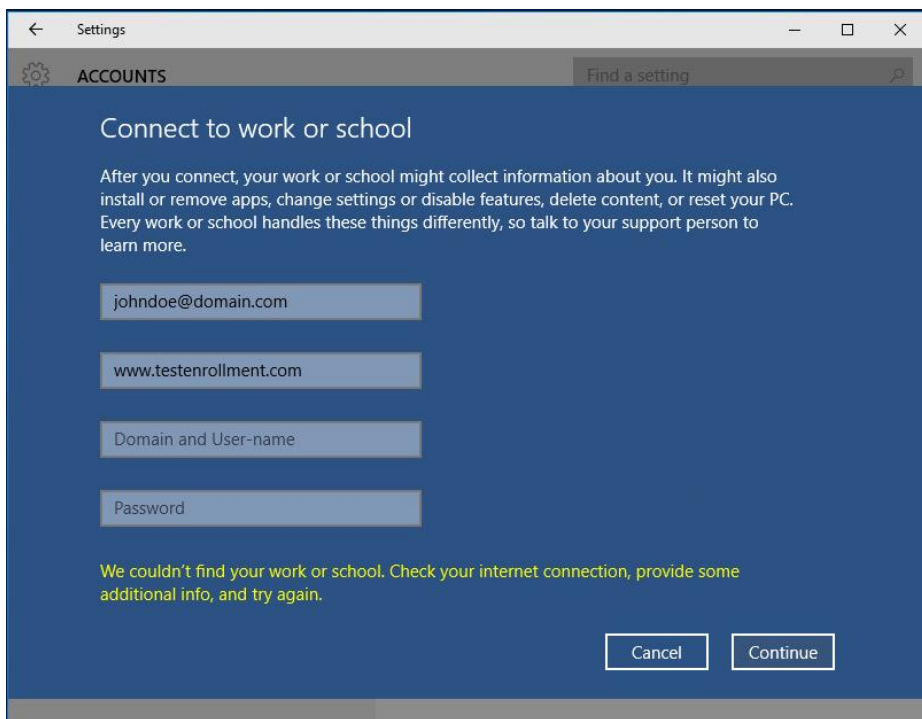 Settings
ACCOUNTS
Find a setting
Connect to work or school
After you connect, your work or school might collect information about you. It might also
install or remove apps, change settings or disable features, delete content, or reset your PC.
Every work or school handles these things differently, so talk to your support person to
learn more.
johndoe@domain.com
www.testenrollment.com
Domain and User-name
Password
We couldn't find your work or school. Check your internet connection, provide some
additional info, and try again.
Cancel
Continue